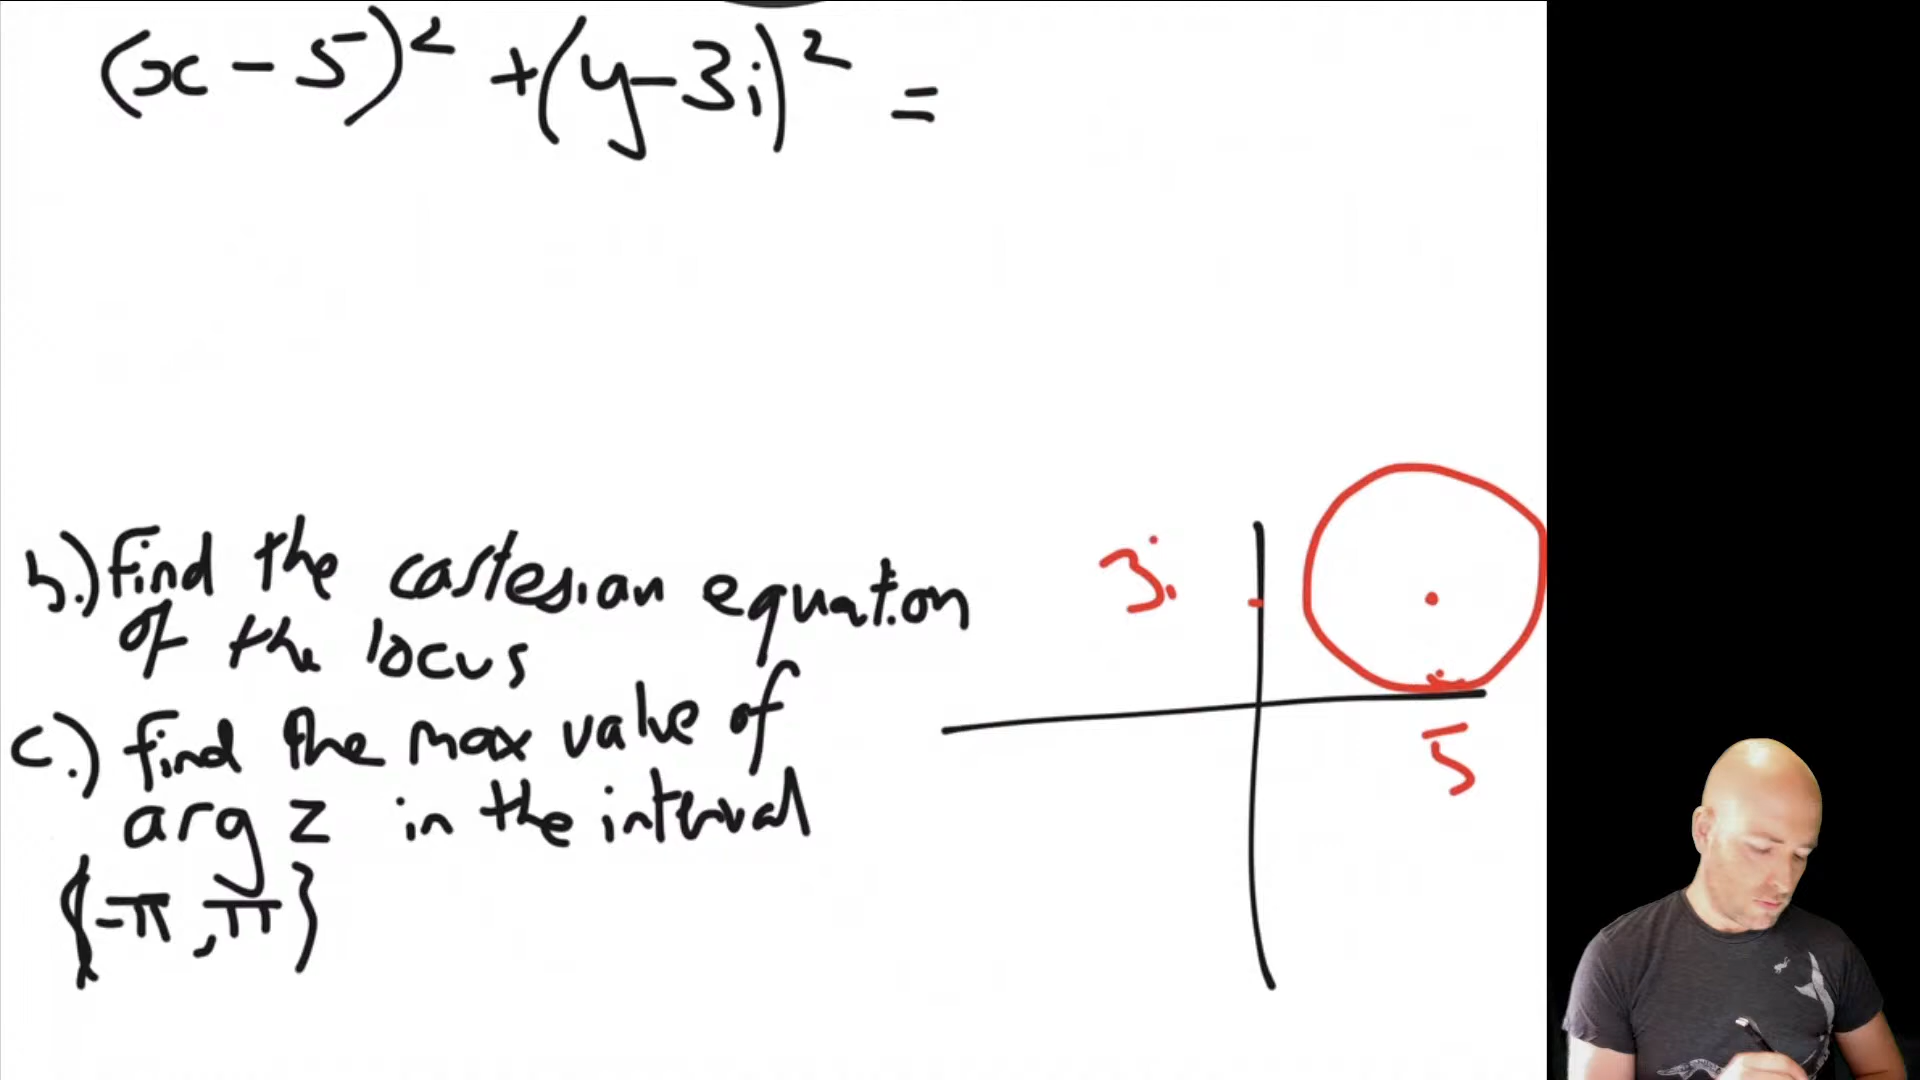 (x - 5)² + (y - 3i)² =
b.) find the castesian equation
of the locus
c.) find the max value of
arg z in the interval
{-π, π}
3i
5